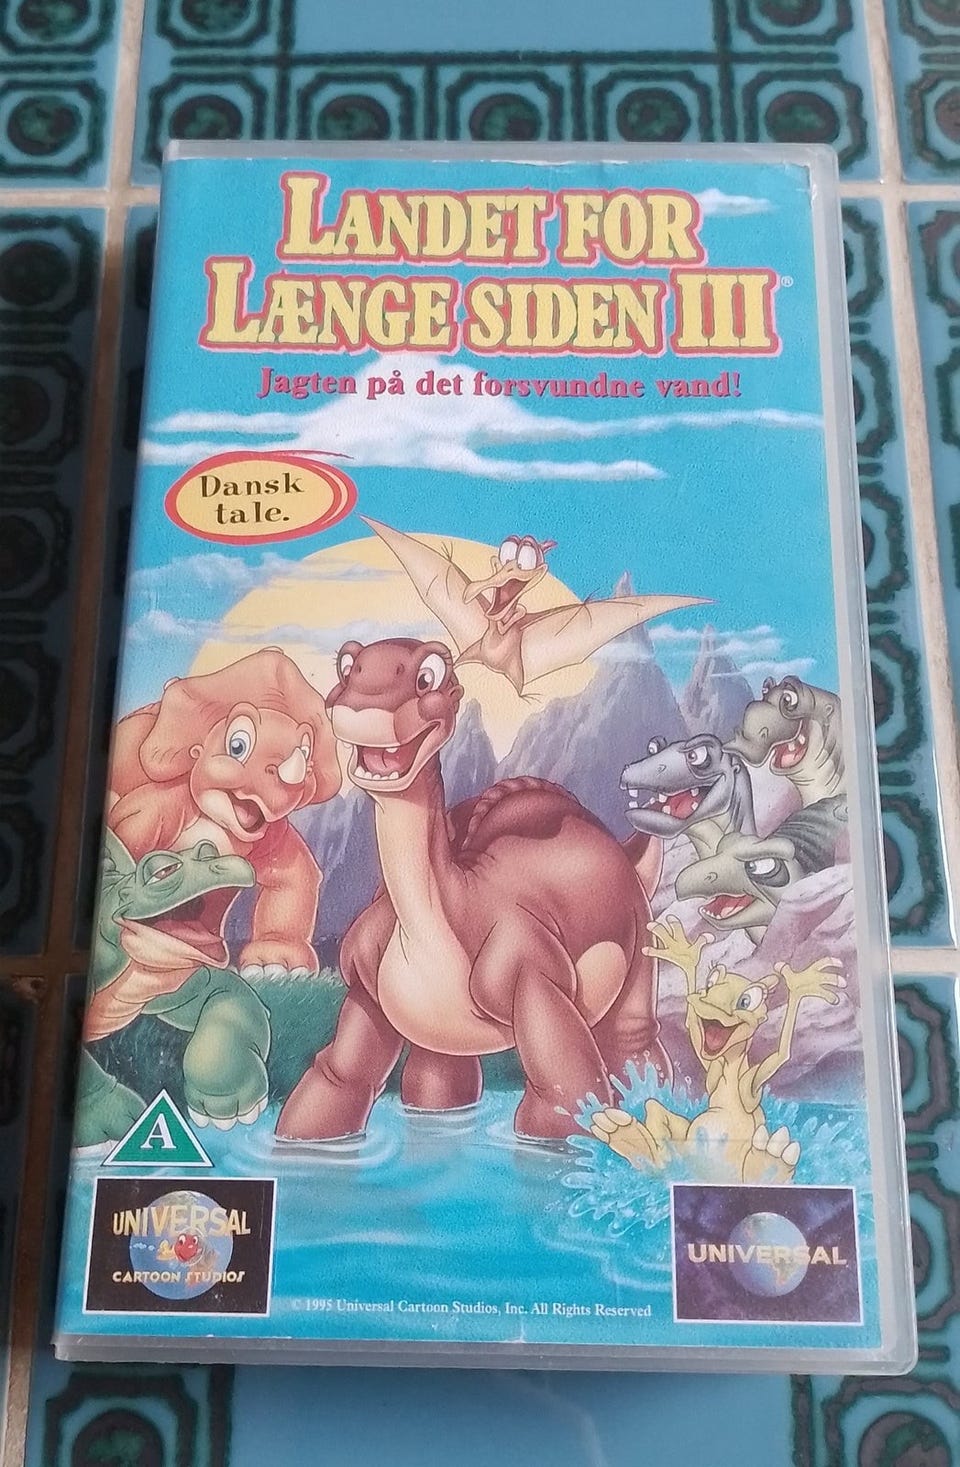 LANDET FOR
LÆNGE SIDEN III®
Jagten på det forsvundne vand!
Dansk
tale.
A
UNIVERSAL
CARTOON STUDIOS
UNIVERSAL
© 1995 Universal Cartoon Studios, Inc. All Rights Reserved